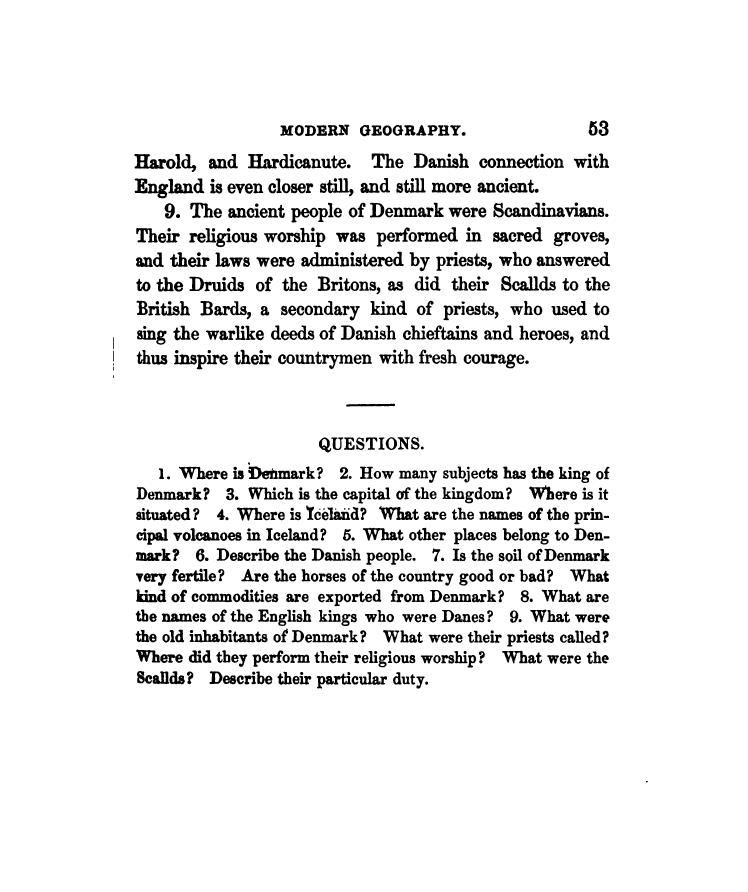 MODERN GEOGRAPHY. 53
Harold, and Hardicanute. The Danish connection with
England is even closer still, and still more ancient.
9. The ancient people of Denmark were Scandinavians.
Their religious worship was performed in sacred groves,
and their laws were administered by priests, who answered
to the Druids of the Britons, as did their Scallds to the
British Bards, a secondary kind of priests, who used to
sing the warlike deeds of Danish chieftains and heroes, and
thus inspire their countrymen with fresh courage.
QUESTIONS.
1. Where is Denmark? 2. How many subjects has the king of
Denmark? 3. Which is the capital of the kingdom? Where is it
situated? 4. Where is Iceland? What are the names of the prin-
cipal volcanoes in Iceland? 5. What other places belong to Den-
mark? 6. Describe the Danish people. 7. Is the soil of Denmark
very fertile? Are the horses of the country good or bad? What
kind of commodities are exported from Denmark? 8. What are
the names of the English kings who were Danes? 9. What were
the old inhabitants of Denmark? What were their priests called?
Where did they perform their religious worship? What were the
Scallds? Describe their particular duty.